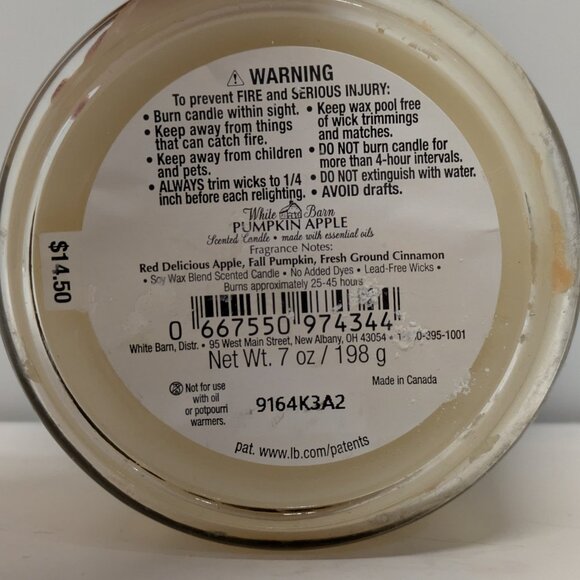 ⚠ WARNING
To prevent FIRE and SERIOUS INJURY:
• Burn candle within sight.
• Keep away from things
that can catch fire.
• Keep away from children
and pets.
• ALWAYS trim wicks to 1/4
inch before each relighting.
• Keep wax pool free
of wick trimmings
and matches.
• DO NOT burn candle for
more than 4-hour intervals.
• DO NOT extinguish with water.
• AVOID drafts.
White Barn
PUMPKIN APPLE
Scented Candle • made with essential oils
Fragrance Notes:
Red Delicious Apple, Fall Pumpkin, Fresh Ground Cinnamon
• Soy Wax Blend Scented Candle • No Added Dyes • Lead-Free Wicks •
Burns approximately 25-45 hours
$14.50
0 667550 974344
White Barn, Distr. • 95 West Main Street, New Albany, OH 43054 • 395-1001
Net Wt. 7 oz / 198 g
Not for use
with oil
or potpourri
warmers.
9164K3A2
Made in Canada
pat. www.lb.com/patents